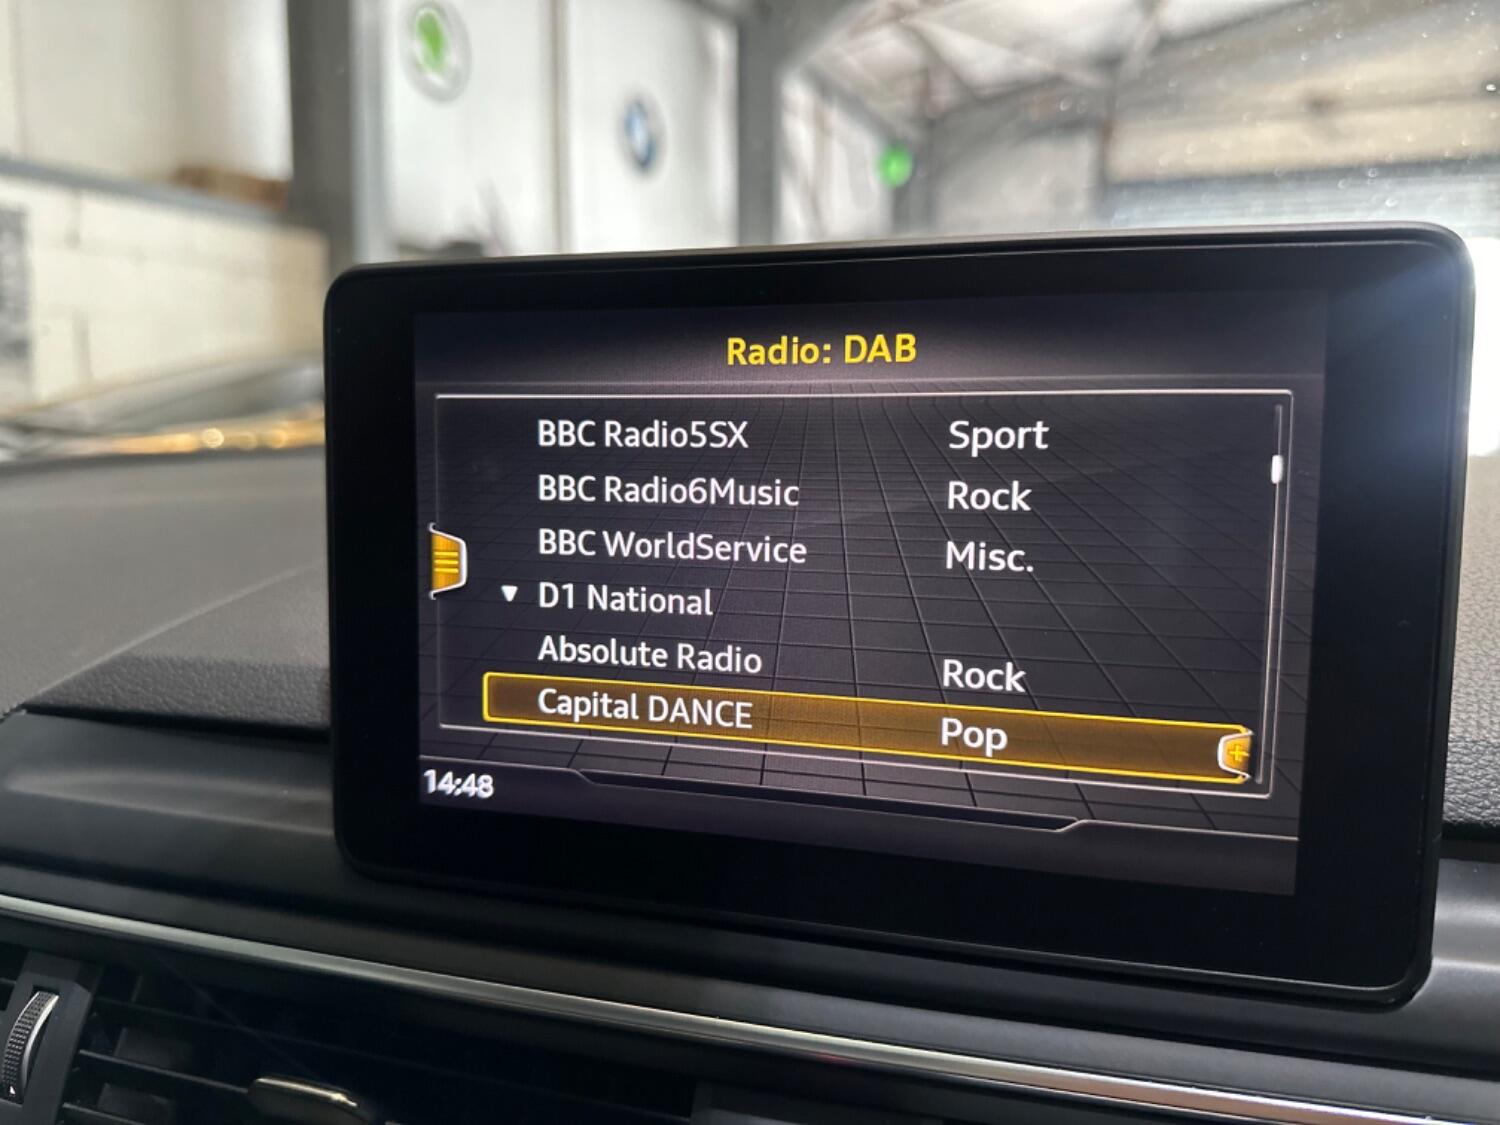 Radio: DAB
BBC Radio5SX Sport
BBC Radio6Music Rock
BBC WorldService Misc.
▼ D1 National
Absolute Radio Rock
Capital DANCE Pop
14:48